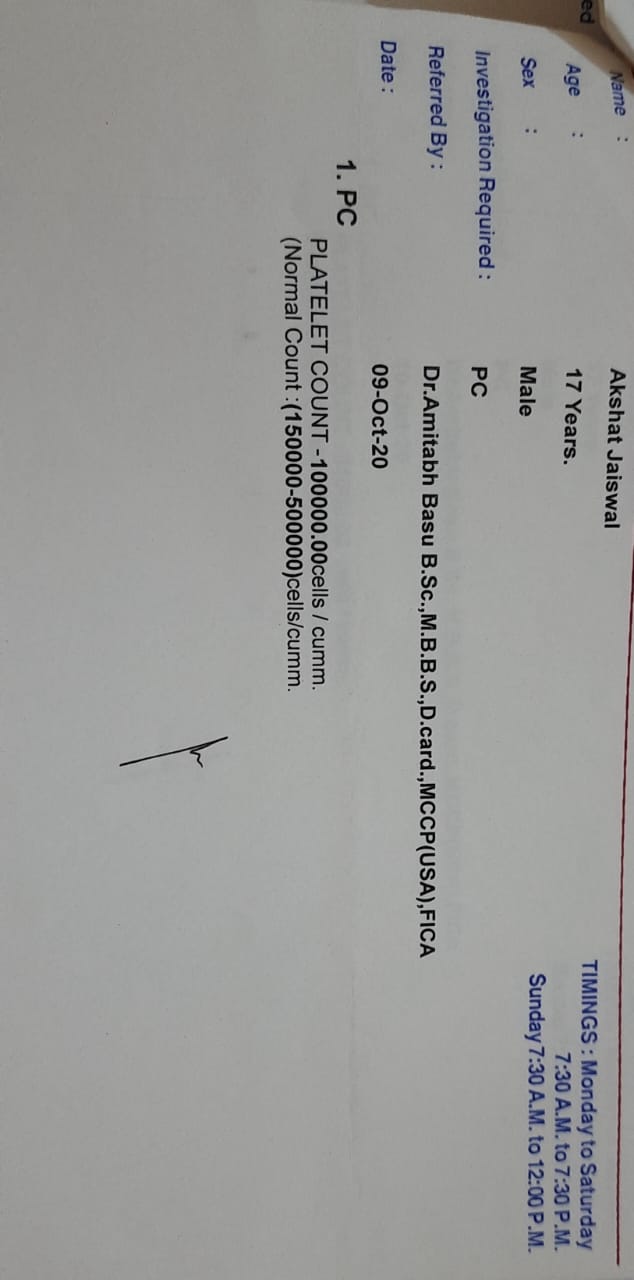 ed
Name : Akshat Jaiswal
TIMINGS : Monday to Saturday
Age : 17 Years.
7:30 A.M. to 7:30 P.M.
Sex : Male
Sunday 7:30 A.M. to 12:00 P.M.
Investigation Required : PC
Referred By : Dr.Amitabh Basu B.Sc.,M.B.B.S.,D.card.,MCCP(USA),FICA
Date : 09-Oct-20
1. PC
PLATELET COUNT -100000.00cells / cumm.
(Normal Count :(150000-500000)cells/cumm.